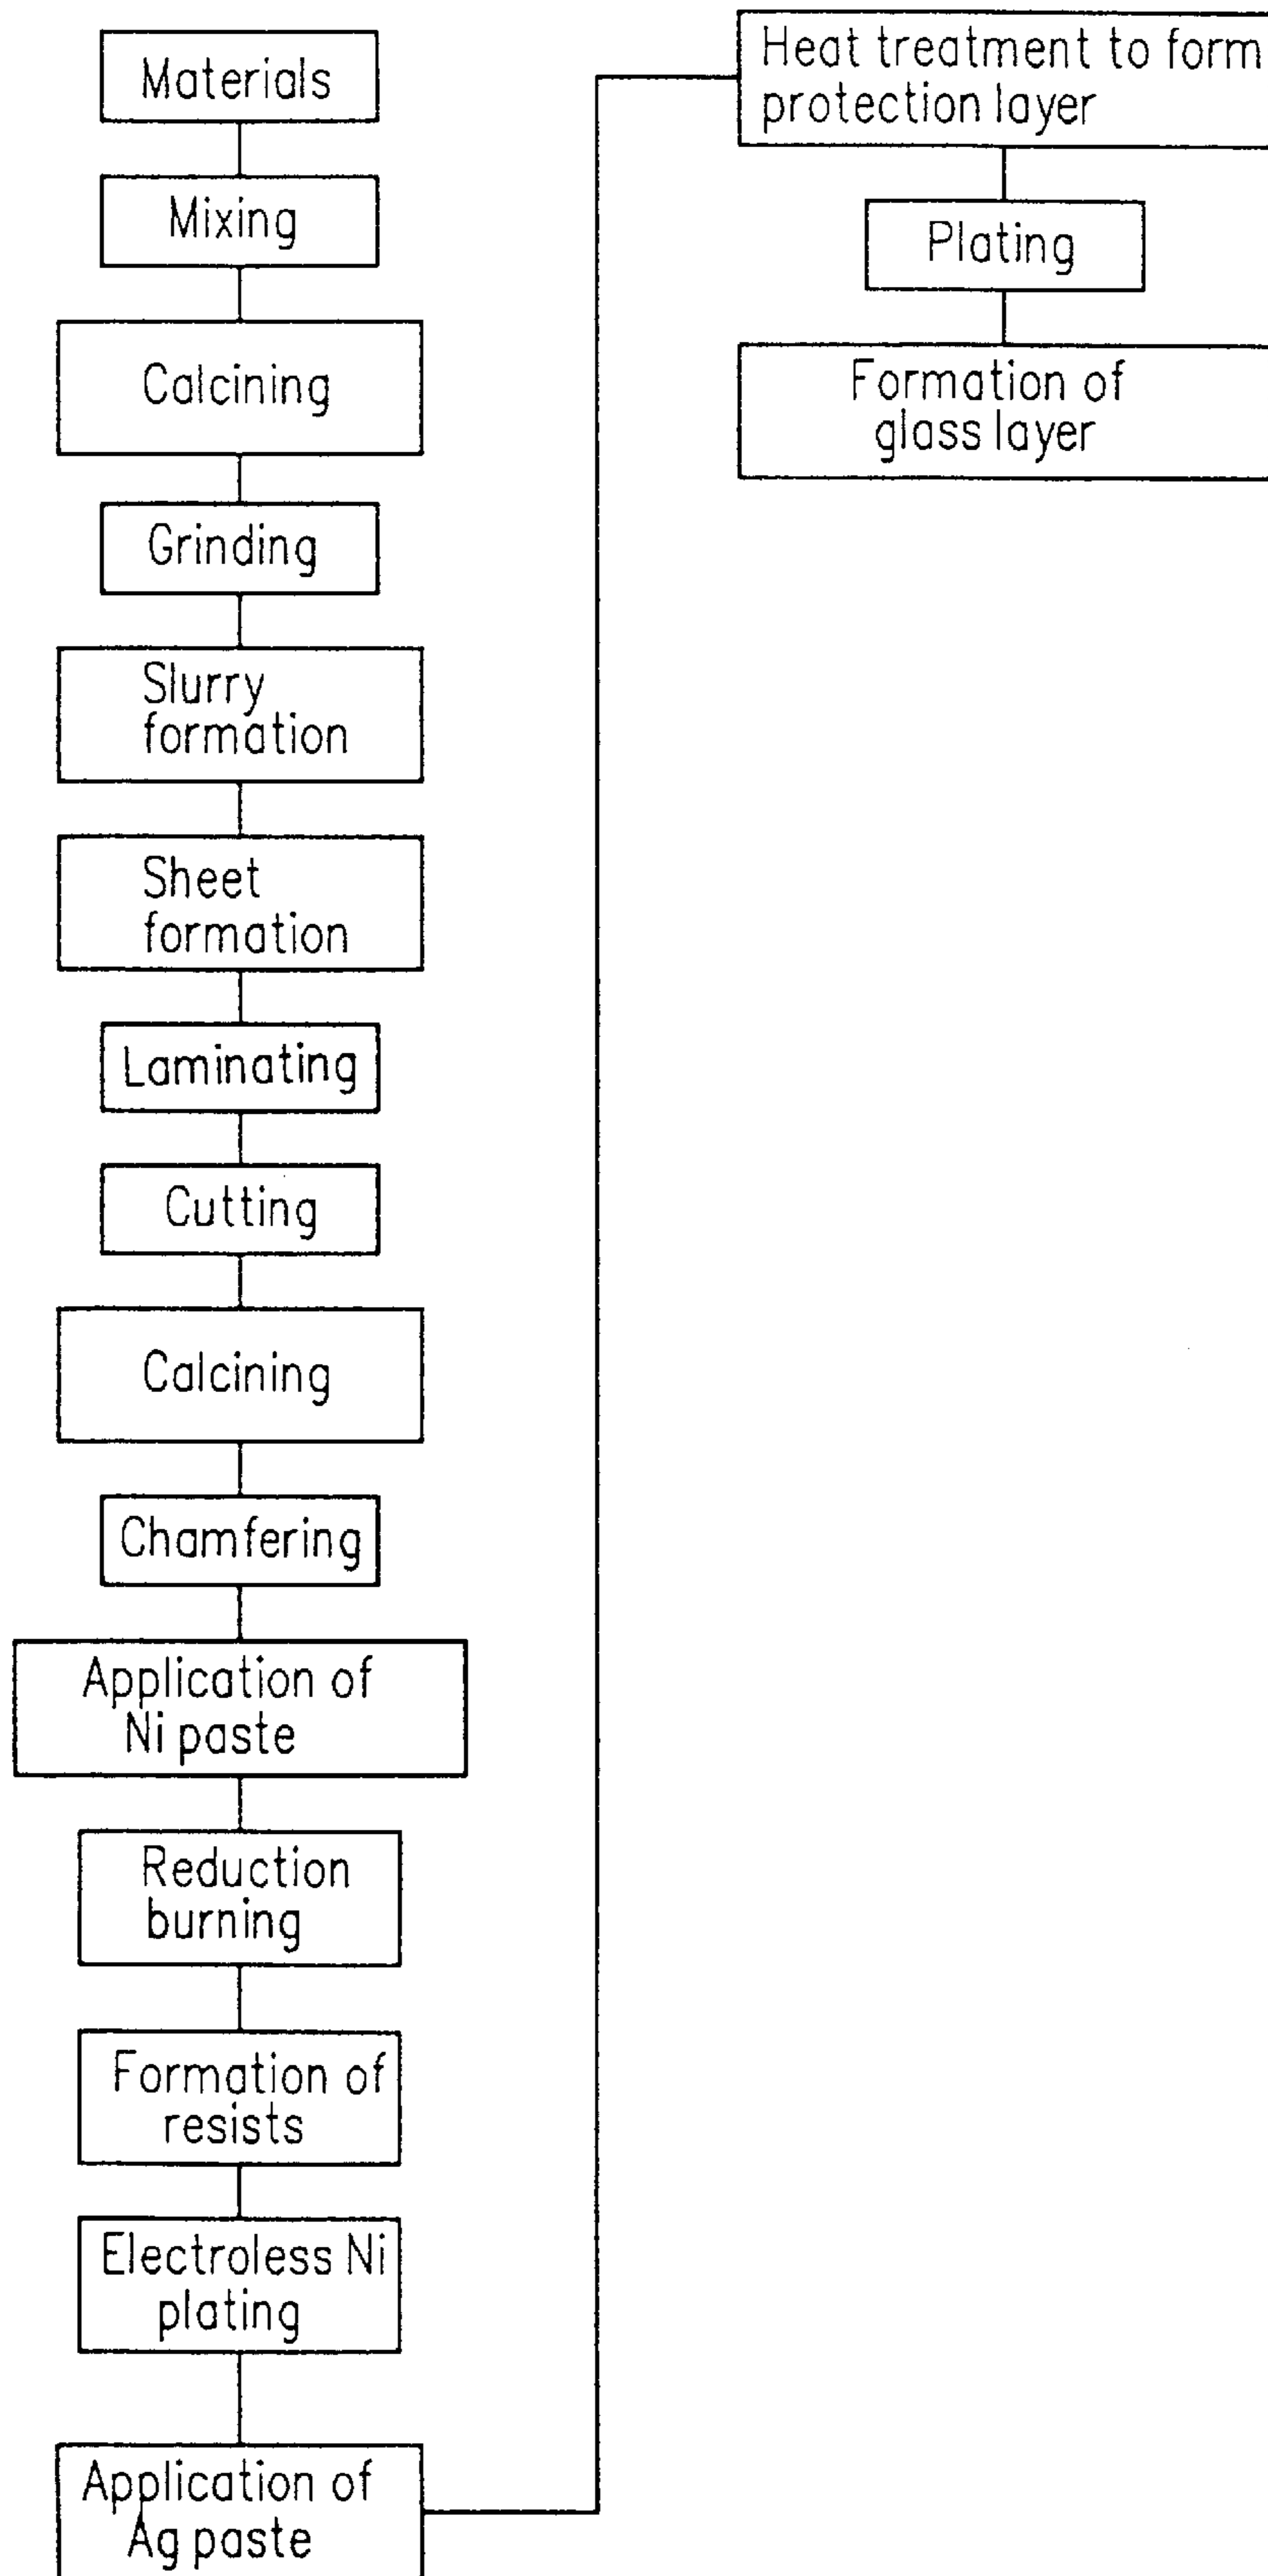 Materials
Mixing
Calcining
Grinding
Slurry
formation
Sheet
formation
Laminating
Cutting
Calcining
Chamfering
Application of
Ni paste
Reduction
burning
Formation of
resists
Electroless Ni
plating
Application of
Ag paste
Heat treatment to form
protection layer
Plating
Formation of
glass layer